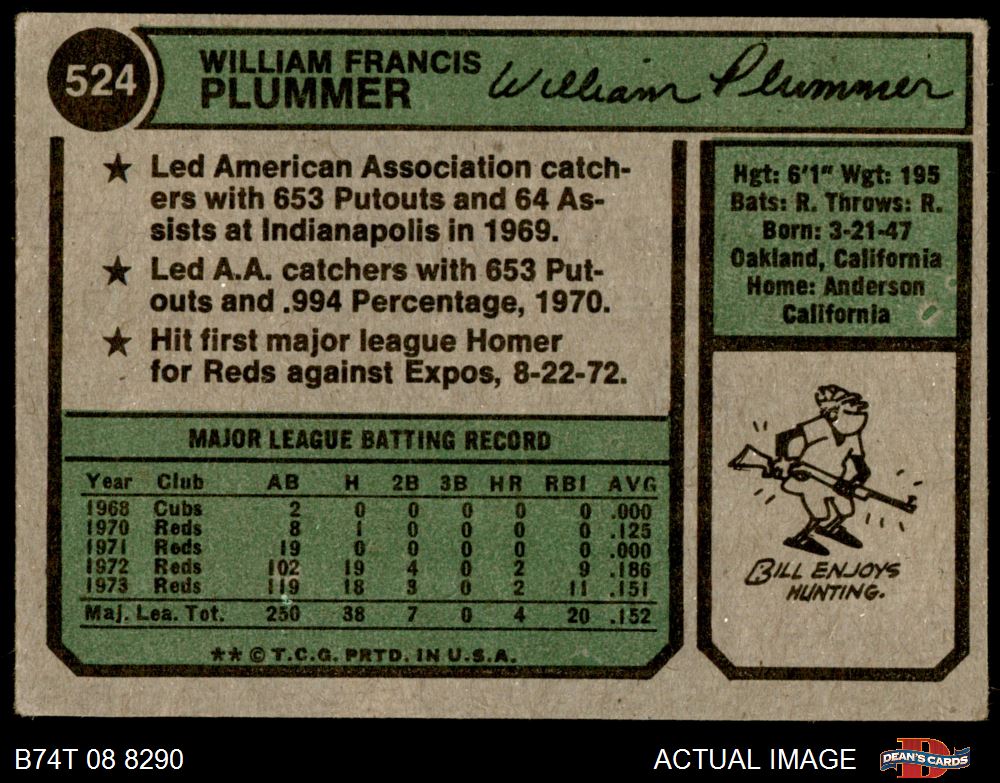 524
WILLIAM FRANCIS
PLUMMER
William Plummer
★ Led American Association catch-
ers with 653 Putouts and 64 As-
sists at Indianapolis in 1969.
★ Led A.A. catchers with 653 Put-
outs and .994 Percentage, 1970.
★ Hit first major league Homer
for Reds against Expos, 8-22-72.
MAJOR LEAGUE BATTING RECORD
Year Club AB H 2B 3B HR RBI AVG
1968 Cubs 2 0 0 0 0 0 .000
1970 Reds 8 1 0 0 0 0 .125
1971 Reds 19 0 0 0 0 0 .000
1972 Reds 102 19 4 0 2 9 .186
1973 Reds 119 18 3 0 2 11 .151
Maj. Lea. Tot. 250 38 7 0 4 20 .152
** © T.C.G. PRTD. IN U.S.A.
Hgt: 6'1" Wgt: 195
Bats: R. Throws: R.
Born: 3-21-47
Oakland, California
Home: Anderson
California
BILL ENJOYS
HUNTING.
B74T 08 8290
ACTUAL IMAGE
DEAN'S CARDS